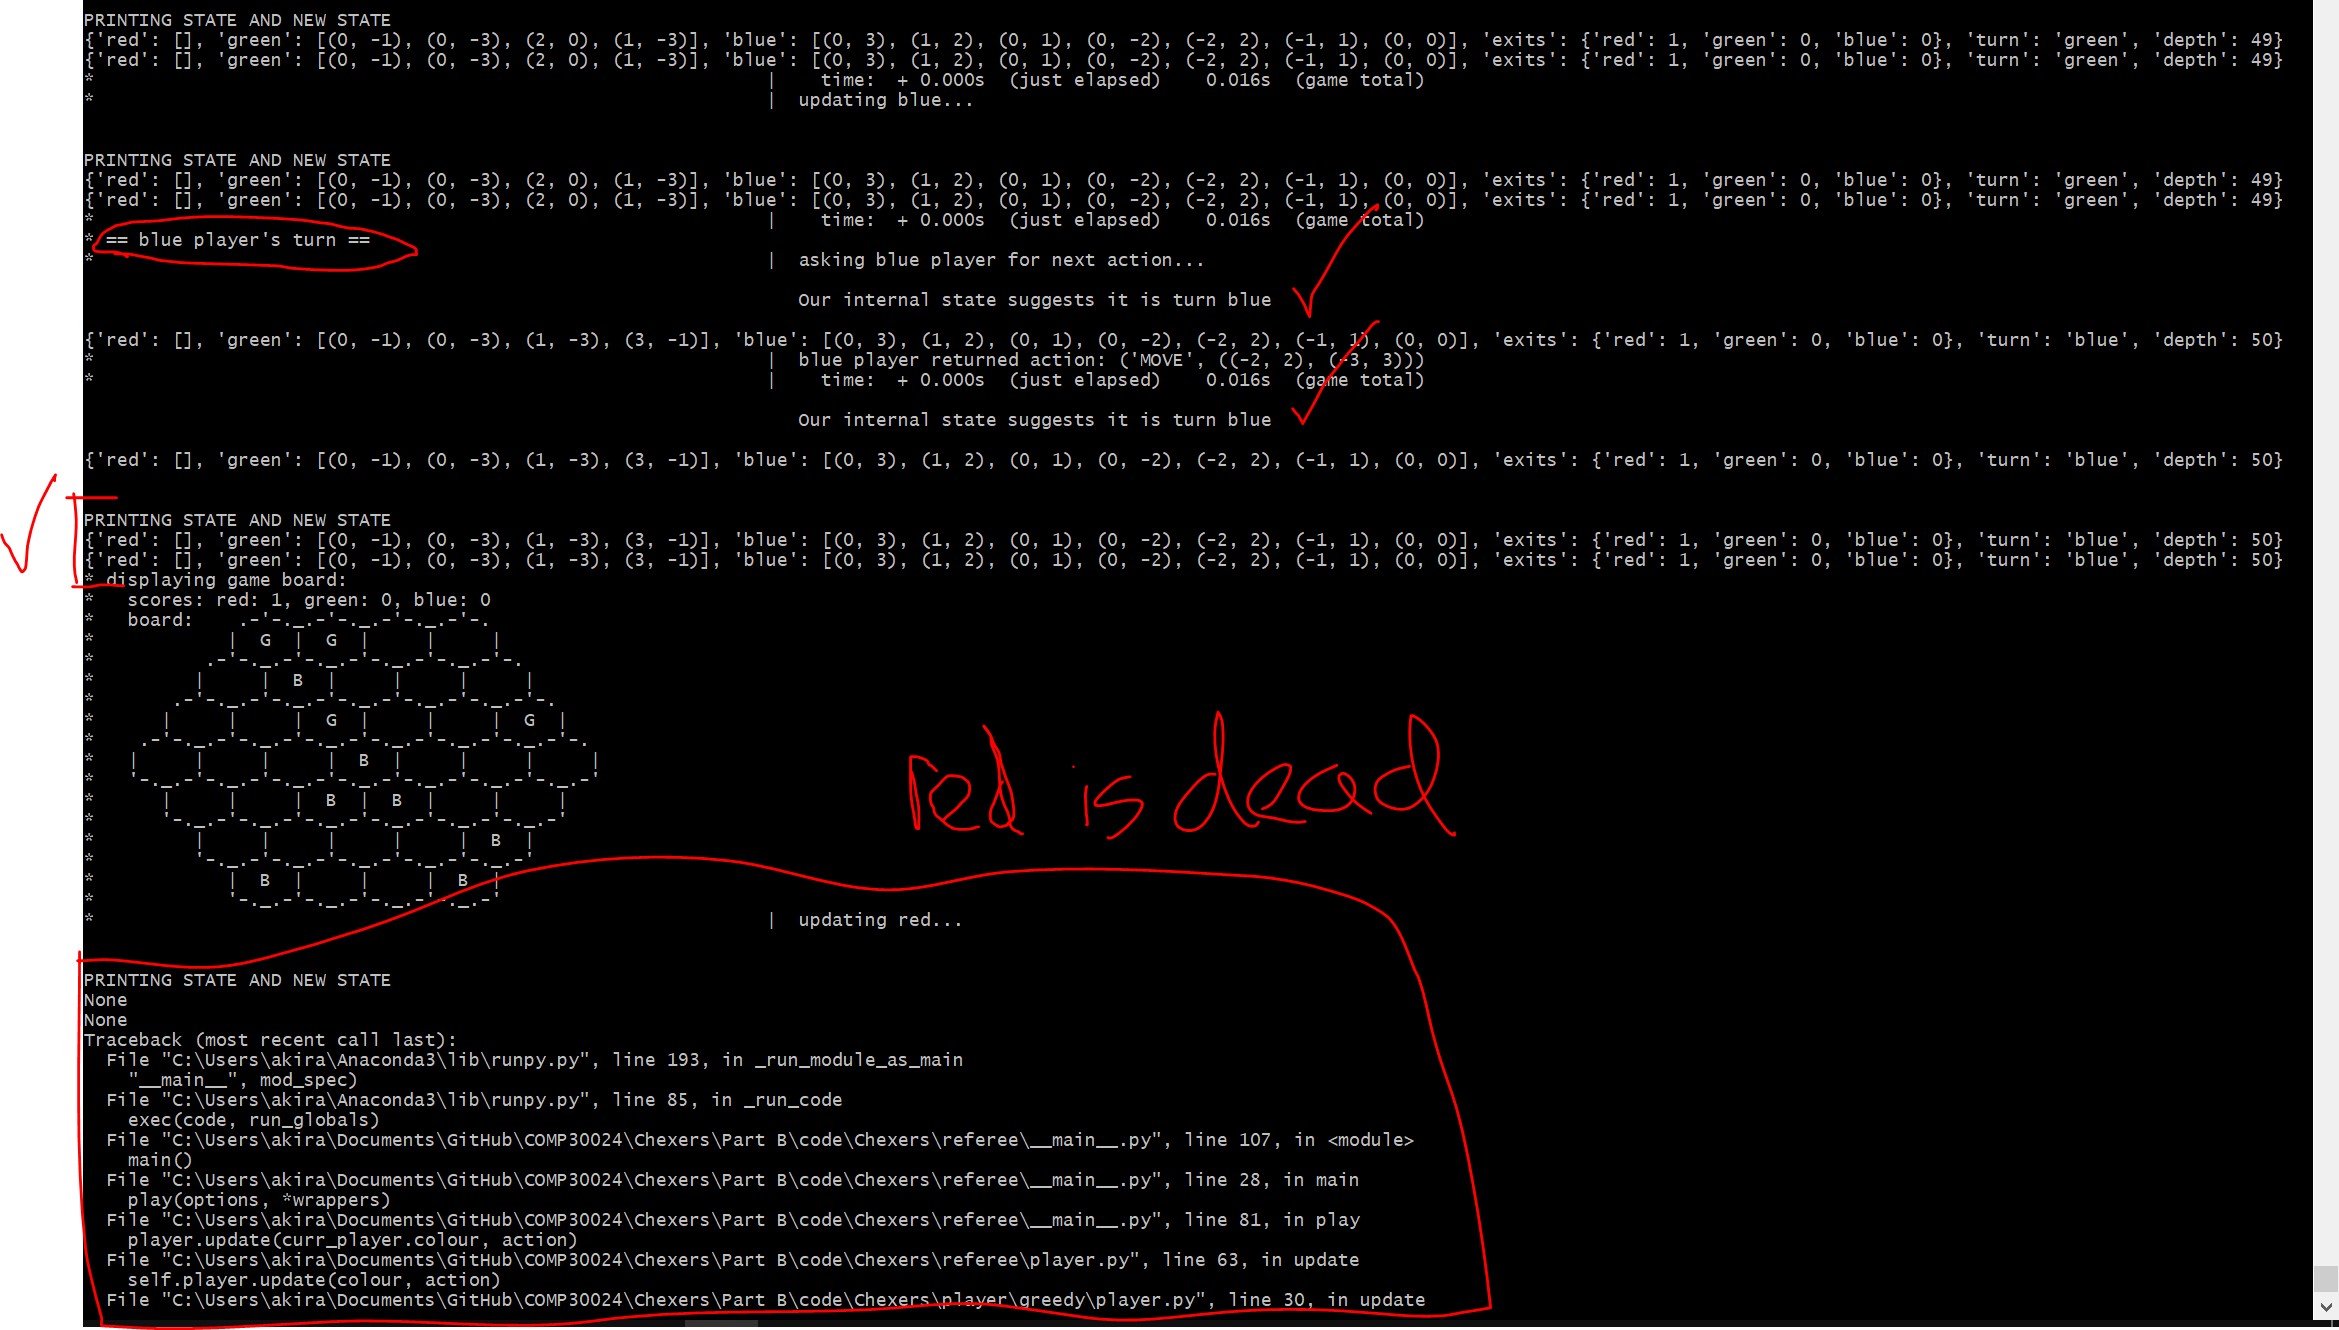 PRINTING STATE AND NEW STATE
{'red': [], 'green': [(0, -1), (0, -3), (2, 0), (1, -3)], 'blue': [(0, 3), (1, 2), (0, 1), (0, -2), (-2, 2), (-1, 1), (0, 0)], 'exits': {'red': 1, 'green': 0, 'blue': 0}, 'turn': 'green', 'depth': 49}
{'red': [], 'green': [(0, -1), (0, -3), (2, 0), (1, -3)], 'blue': [(0, 3), (1, 2), (0, 1), (0, -2), (-2, 2), (-1, 1), (0, 0)], 'exits': {'red': 1, 'green': 0, 'blue': 0}, 'turn': 'green', 'depth': 49}
* | time: + 0.000s (just elapsed) 0.016s (game total)
* | updating blue...
PRINTING STATE AND NEW STATE
{'red': [], 'green': [(0, -1), (0, -3), (2, 0), (1, -3)], 'blue': [(0, 3), (1, 2), (0, 1), (0, -2), (-2, 2), (-1, 1), (0, 0)], 'exits': {'red': 1, 'green': 0, 'blue': 0}, 'turn': 'green', 'depth': 49}
{'red': [], 'green': [(0, -1), (0, -3), (2, 0), (1, -3)], 'blue': [(0, 3), (1, 2), (0, 1), (0, -2), (-2, 2), (-1, 1), (0, 0)], 'exits': {'red': 1, 'green': 0, 'blue': 0}, 'turn': 'green', 'depth': 49}
* | time: + 0.000s (just elapsed) 0.016s (game total)
* == blue player's turn ==
* | asking blue player for next action...
Our internal state suggests it is turn blue
{'red': [], 'green': [(0, -1), (0, -3), (1, -3), (3, -1)], 'blue': [(0, 3), (1, 2), (0, 1), (0, -2), (-2, 2), (-1, 1), (0, 0)], 'exits': {'red': 1, 'green': 0, 'blue': 0}, 'turn': 'blue', 'depth': 50}
* | blue player returned action: ('MOVE', ((-2, 2), (-3, 3)))
* | time: + 0.000s (just elapsed) 0.016s (game total)
Our internal state suggests it is turn blue
{'red': [], 'green': [(0, -1), (0, -3), (1, -3), (3, -1)], 'blue': [(0, 3), (1, 2), (0, 1), (0, -2), (-2, 2), (-1, 1), (0, 0)], 'exits': {'red': 1, 'green': 0, 'blue': 0}, 'turn': 'blue', 'depth': 50}
PRINTING STATE AND NEW STATE
{'red': [], 'green': [(0, -1), (0, -3), (1, -3), (3, -1)], 'blue': [(0, 3), (1, 2), (0, 1), (0, -2), (-2, 2), (-1, 1), (0, 0)], 'exits': {'red': 1, 'green': 0, 'blue': 0}, 'turn': 'blue', 'depth': 50}
{'red': [], 'green': [(0, -1), (0, -3), (1, -3), (3, -1)], 'blue': [(0, 3), (1, 2), (0, 1), (0, -2), (-2, 2), (-1, 1), (0, 0)], 'exits': {'red': 1, 'green': 0, 'blue': 0}, 'turn': 'blue', 'depth': 50}
* displaying game board:
* scores: red: 1, green: 0, blue: 0
* board: .-'-._.-'-._.-'-._.-'-.
* | G | G | | |
* .-'-._.-'-._.-'-._.-'-._.-'-.
* | | B | | | |
* .-'-._.-'-._.-'-._.-'-._.-'-._.-'-.
* | | | G | | | G |
* .-'-._.-'-._.-'-._.-'-._.-'-._.-'-._.-'-.
* | | | | B | | | |
* '-._.-'-._.-'-._.-'-._.-'-._.-'-._.-'-._.-'
* | | | B | B | | |
* '-._.-'-._.-'-._.-'-._.-'-._.-'-._.-'
* | | | | | B |
* '-._.-'-._.-'-._.-'-._.-'-._.-'
* | B | | | B |
* '-._.-'-._.-'-._.-'-._.-'
red is dead
* | updating red...
PRINTING STATE AND NEW STATE
None
None
Traceback (most recent call last):
File "C:\Users\akira\Anaconda3\lib\runpy.py", line 193, in _run_module_as_main
"__main__", mod_spec)
File "C:\Users\akira\Anaconda3\lib\runpy.py", line 85, in _run_code
exec(code, run_globals)
File "C:\Users\akira\Documents\GitHub\COMP30024\Chexers\Part B\code\Chexers\referee\__main__.py", line 107, in <module>
main()
File "C:\Users\akira\Documents\GitHub\COMP30024\Chexers\Part B\code\Chexers\referee\__main__.py", line 28, in main
play(options, *wrappers)
File "C:\Users\akira\Documents\GitHub\COMP30024\Chexers\Part B\code\Chexers\referee\__main__.py", line 81, in play
player.update(curr_player.colour, action)
File "C:\Users\akira\Documents\GitHub\COMP30024\Chexers\Part B\code\Chexers\referee\player.py", line 63, in update
self.player.update(colour, action)
File "C:\Users\akira\Documents\GitHub\COMP30024\Chexers\Part B\code\Chexers\player\greedy\player.py", line 30, in update